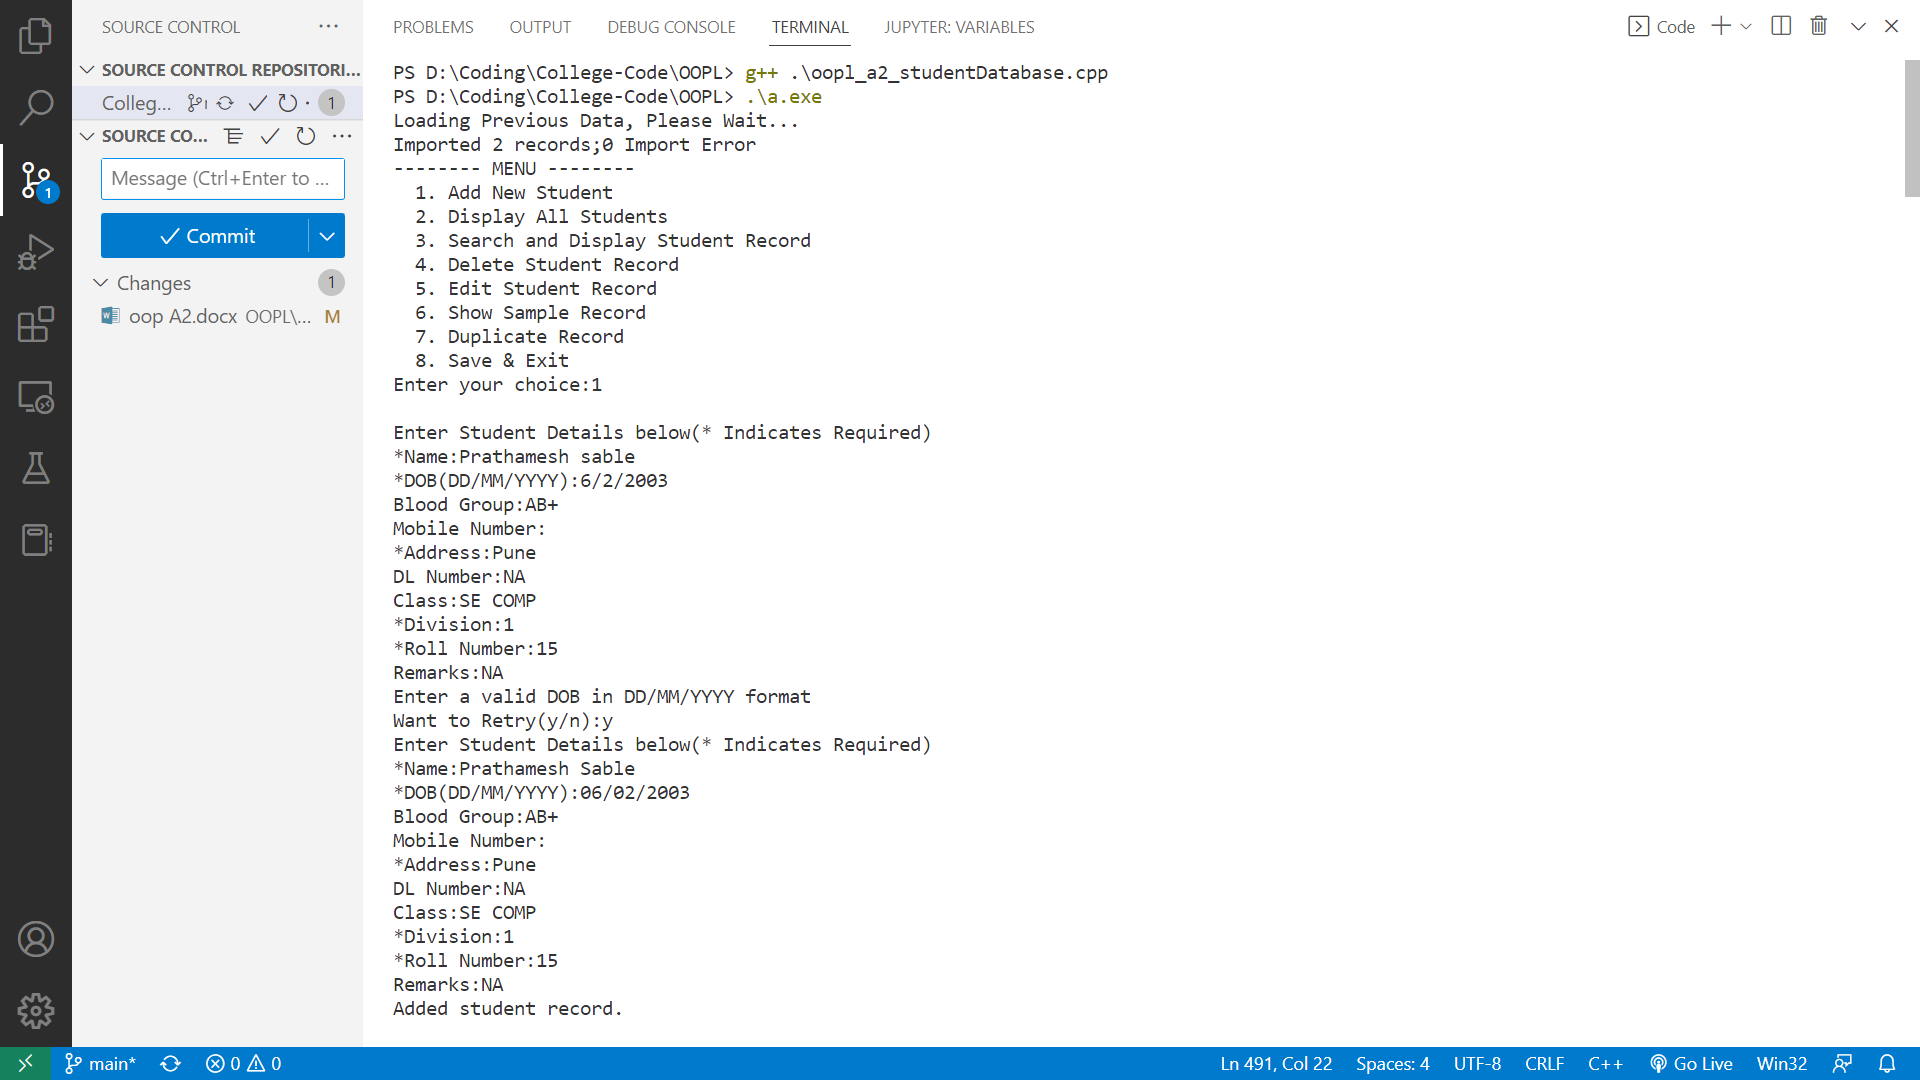 SOURCE CONTROL
SOURCE CONTROL REPOSITORI...
Colleg... 1
SOURCE CO...
Message (Ctrl+Enter to ...
Commit
Changes 1
oop A2.docx OOPL\... M
1
PROBLEMS OUTPUT DEBUG CONSOLE TERMINAL JUPYTER: VARIABLES
Code
PS D:\Coding\College-Code\OOPL> g++ .\oopl_a2_studentDatabase.cpp
PS D:\Coding\College-Code\OOPL> .\a.exe
Loading Previous Data, Please Wait...
Imported 2 records;0 Import Error
-------- MENU --------
1. Add New Student
2. Display All Students
3. Search and Display Student Record
4. Delete Student Record
5. Edit Student Record
6. Show Sample Record
7. Duplicate Record
8. Save & Exit
Enter your choice:1
Enter Student Details below(* Indicates Required)
*Name:Prathamesh sable
*DOB(DD/MM/YYYY):6/2/2003
Blood Group:AB+
Mobile Number:
*Address:Pune
DL Number:NA
Class:SE COMP
*Division:1
*Roll Number:15
Remarks:NA
Enter a valid DOB in DD/MM/YYYY format
Want to Retry(y/n):y
Enter Student Details below(* Indicates Required)
*Name:Prathamesh Sable
*DOB(DD/MM/YYYY):06/02/2003
Blood Group:AB+
Mobile Number:
*Address:Pune
DL Number:NA
Class:SE COMP
*Division:1
*Roll Number:15
Remarks:NA
Added student record.
main* 0 0 Ln 491, Col 22 Spaces: 4 UTF-8 CRLF C++ Go Live Win32